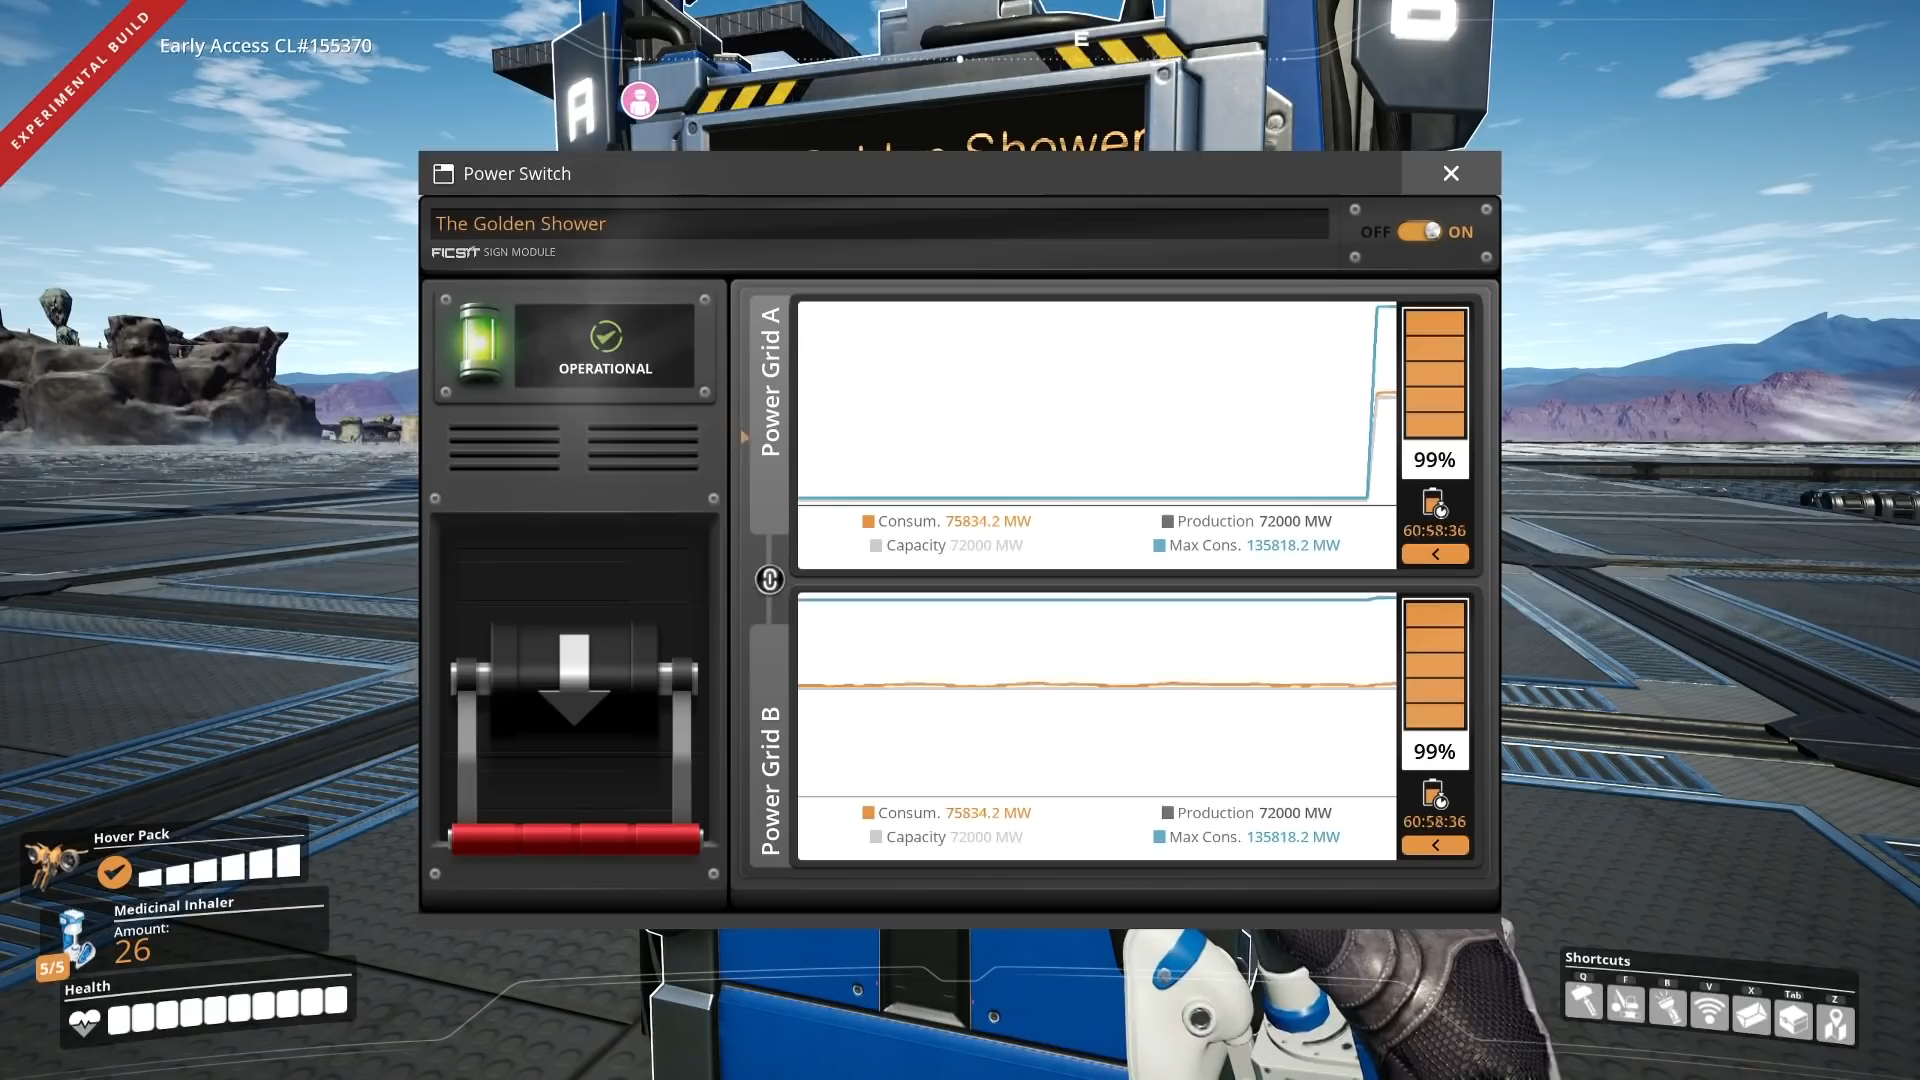 EXPERIMENTAL BUILD
Early Access CL#155370
E
A
Shower
Power Switch
The Golden Shower
FICSIT SIGN MODULE
OFF ON
OPERATIONAL
Power Grid A
99%
60:58:36
Consum. 75834.2 MW
Production 72000 MW
Capacity 72000 MW
Max Cons. 135818.2 MW
Power Grid B
99%
60:58:36
Consum. 75834.2 MW
Production 72000 MW
Capacity 72000 MW
Max Cons. 135818.2 MW
Hover Pack
Medicinal Inhaler
Amount:
26
5/5
Health
Shortcuts
Q F B V X Tab Z